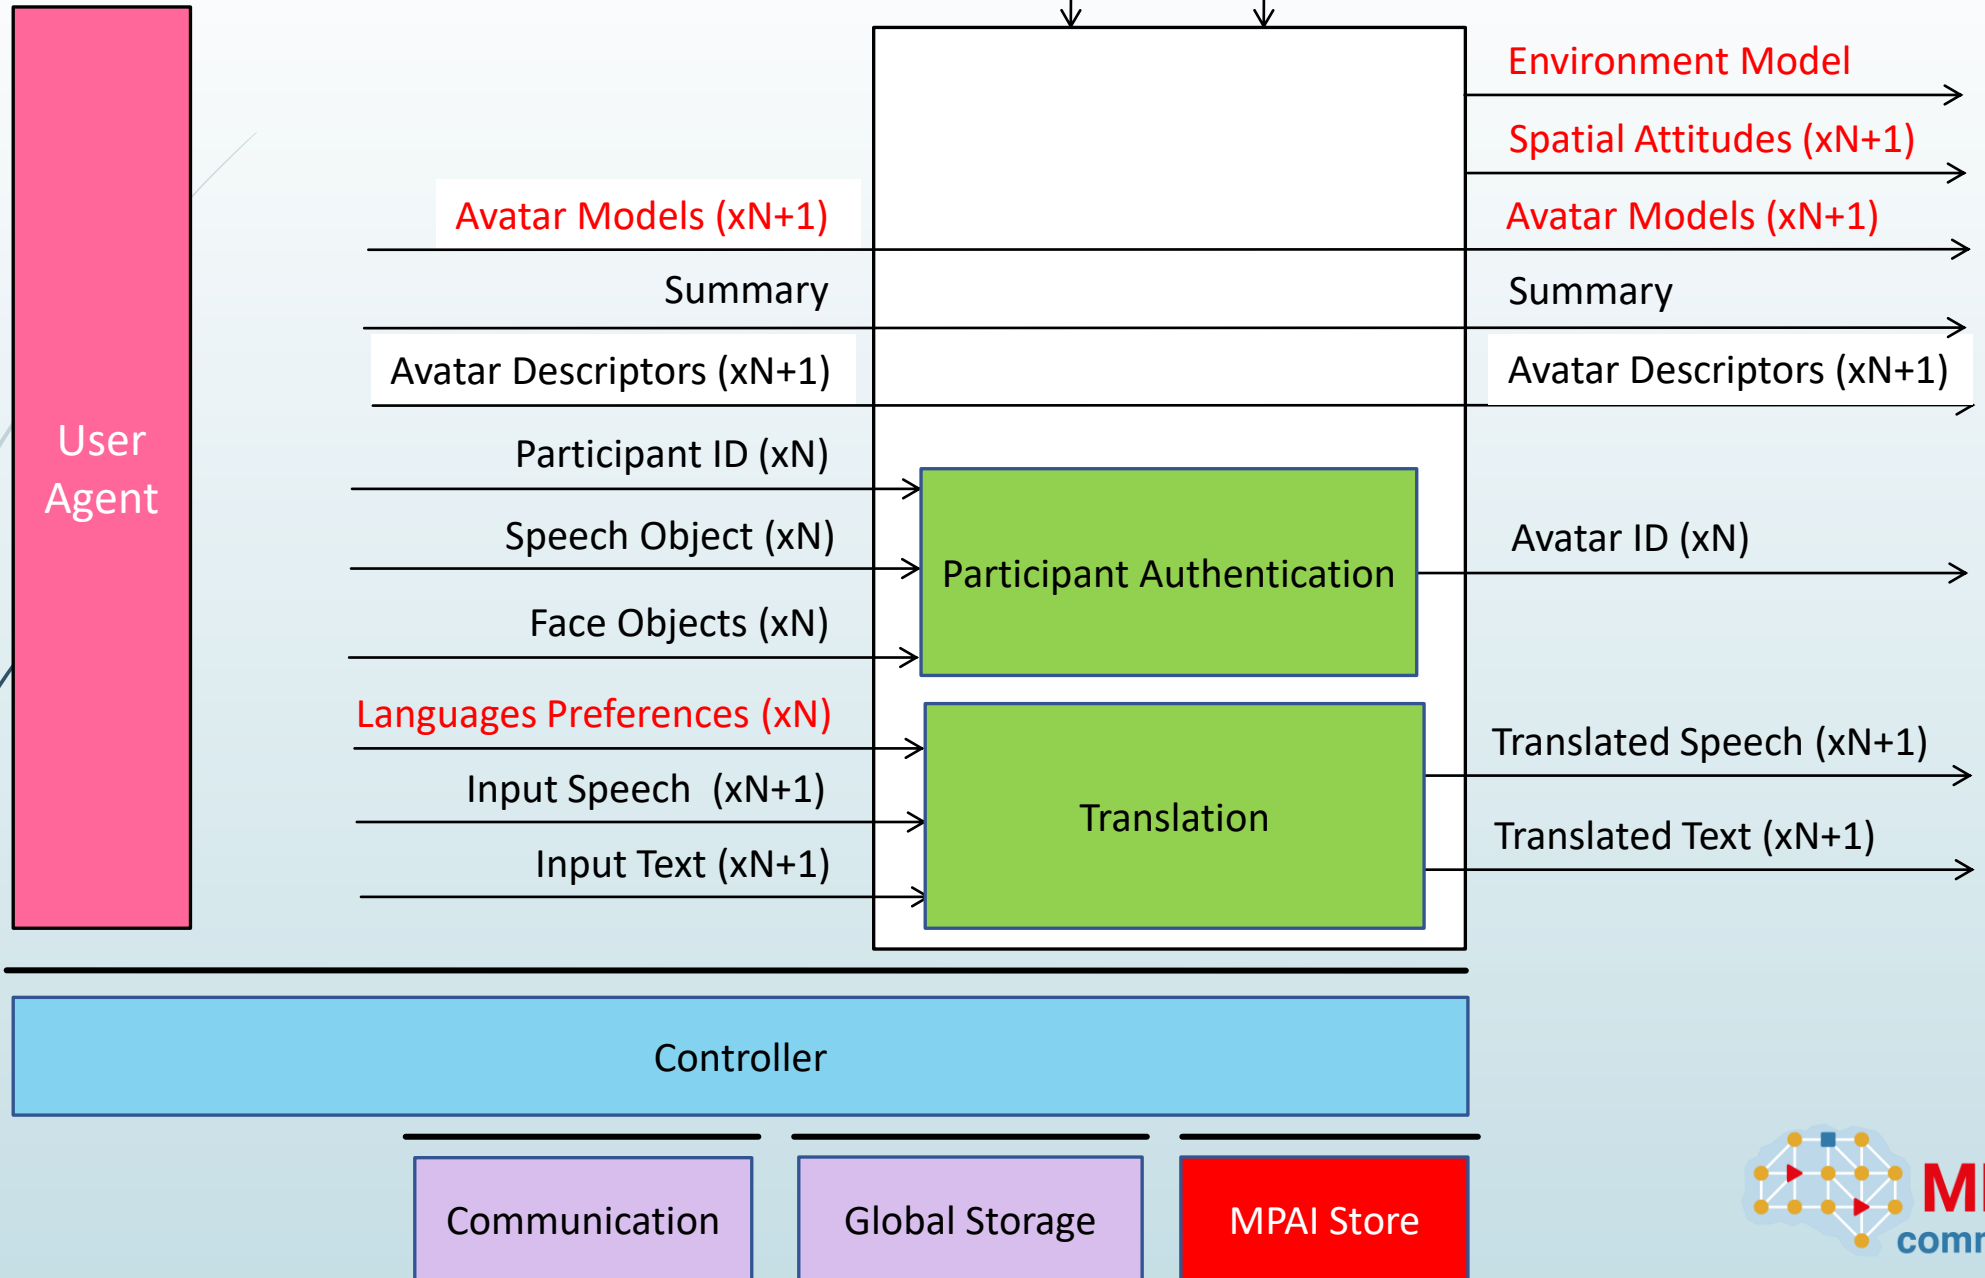 Environment Model
Spatial Attitudes (xN+1)
Avatar Models (xN+1)
Avatar Models (xN+1)
Summary
Summary
Avatar Descriptors (xN+1)
Avatar Descriptors (xN+1)
User
Agent
Participant ID (xN)
Speech Object (xN)
Avatar ID (xN)
Participant Authentication
Face Objects (xN)
Languages Preferences (xN)
Translated Speech (xN+1)
Input Speech  (xN+1)
Translation
Translated Text (xN+1)
Input Text (xN+1)
Controller
Communication
Global Storage
MPAI Store